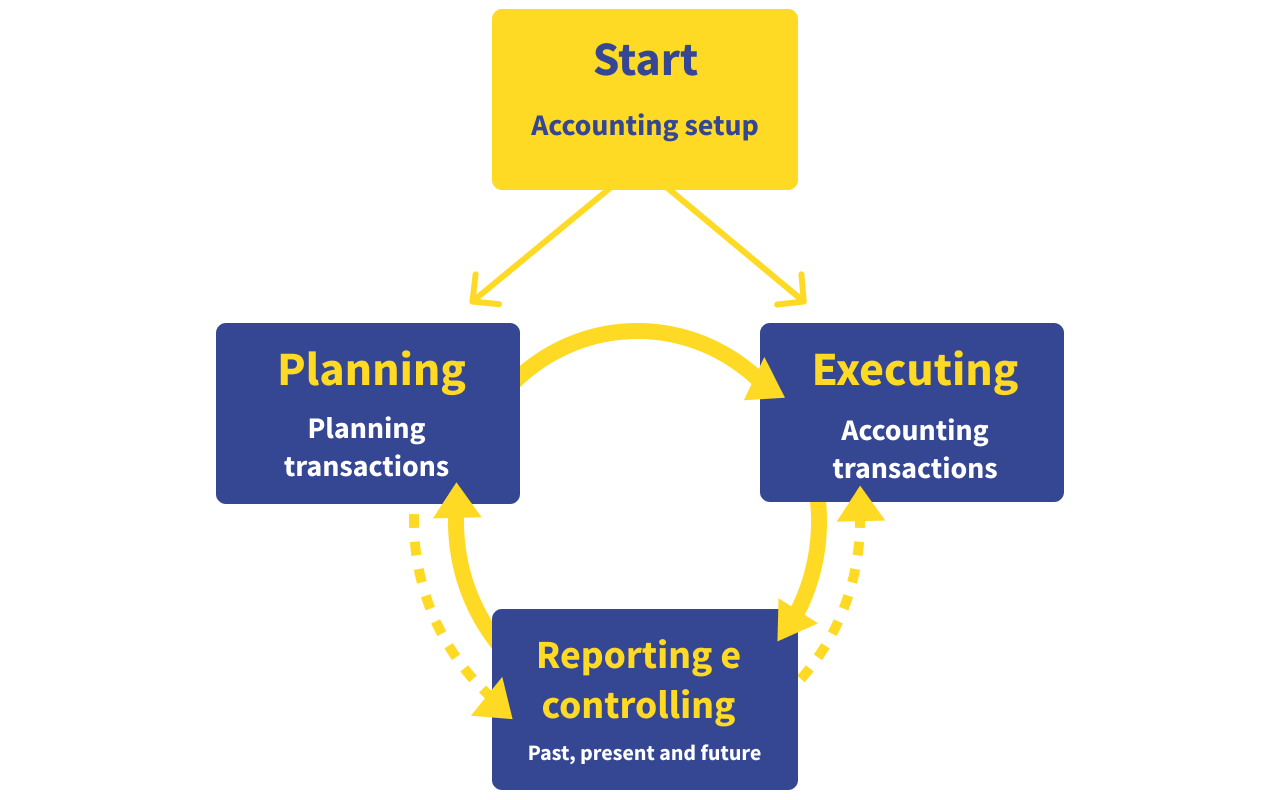 Start
Accounting setup
Planning
Planning
transactions
Executing
Accounting
transactions
Reporting e
controlling
Past, present and future